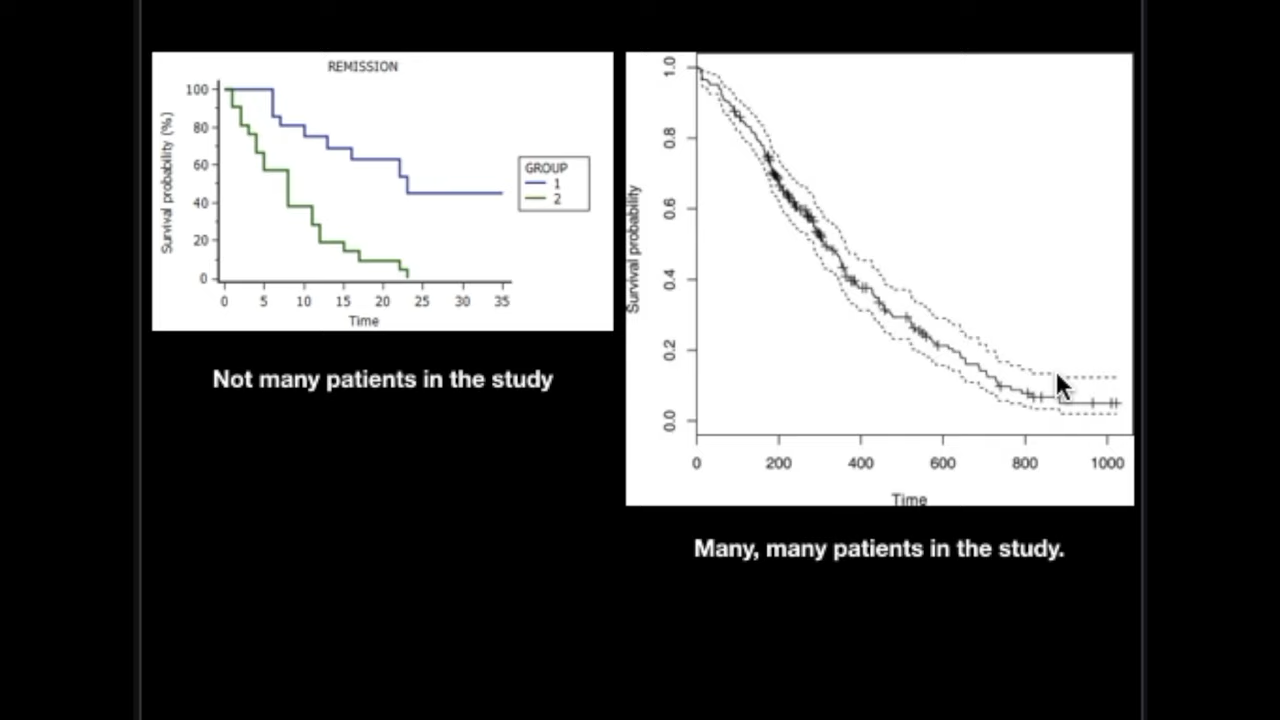 REMISSION
Survival probability (%)
100
80
60
40
20
0
0 5 10 15 20 25 30 35
Time
GROUP
1
2
Not many patients in the study
Survival probability
1.0
0.8
0.6
0.4
0.2
0.0
0 200 400 600 800 1000
Time
Many, many patients in the study.